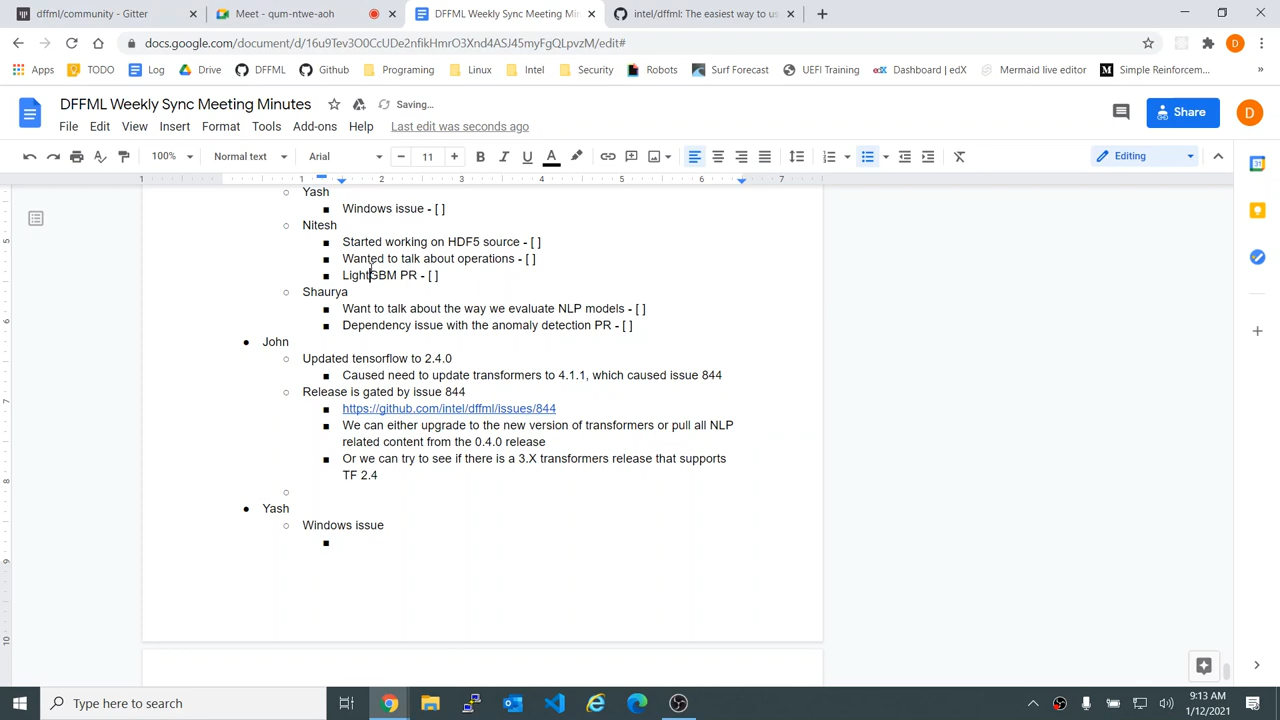 dffml/community - Gitter
Meet - qum-ntwe-aoh
DFFML Weekly Sync Meeting Min
intel/dffml: The easiest way to us
docs.google.com/document/d/16u9Tev3O0CcUDe2nfikHmrO3Xnd4ASJ45myFgQLpvzM/edit#
Apps TODO Log Drive DFFML Github Programing Linux Intel Security Robots Surf Forecast UEFI Training Dashboard | edX Mermaid live editor Simple Reinforcem...
DFFML Weekly Sync Meeting Minutes Saving...
File Edit View Insert Format Tools Add-ons Help Last edit was seconds ago
Share
D
100% Normal text Arial 11 Editing
1 1 2 3 4 5 6 7
Yash
Windows issue - [ ]
Nitesh
Started working on HDF5 source - [ ]
Wanted to talk about operations - [ ]
LightGBM PR - [ ]
Shaurya
Want to talk about the way we evaluate NLP models - [ ]
Dependency issue with the anomaly detection PR - [ ]
John
Updated tensorflow to 2.4.0
Caused need to update transformers to 4.1.1, which caused issue 844
Release is gated by issue 844
https://github.com/intel/dffml/issues/844
We can either upgrade to the new version of transformers or pull all NLP
related content from the 0.4.0 release
Or we can try to see if there is a 3.X transformers release that supports
TF 2.4
Yash
Windows issue
Type here to search
9:13 AM
1/12/2021